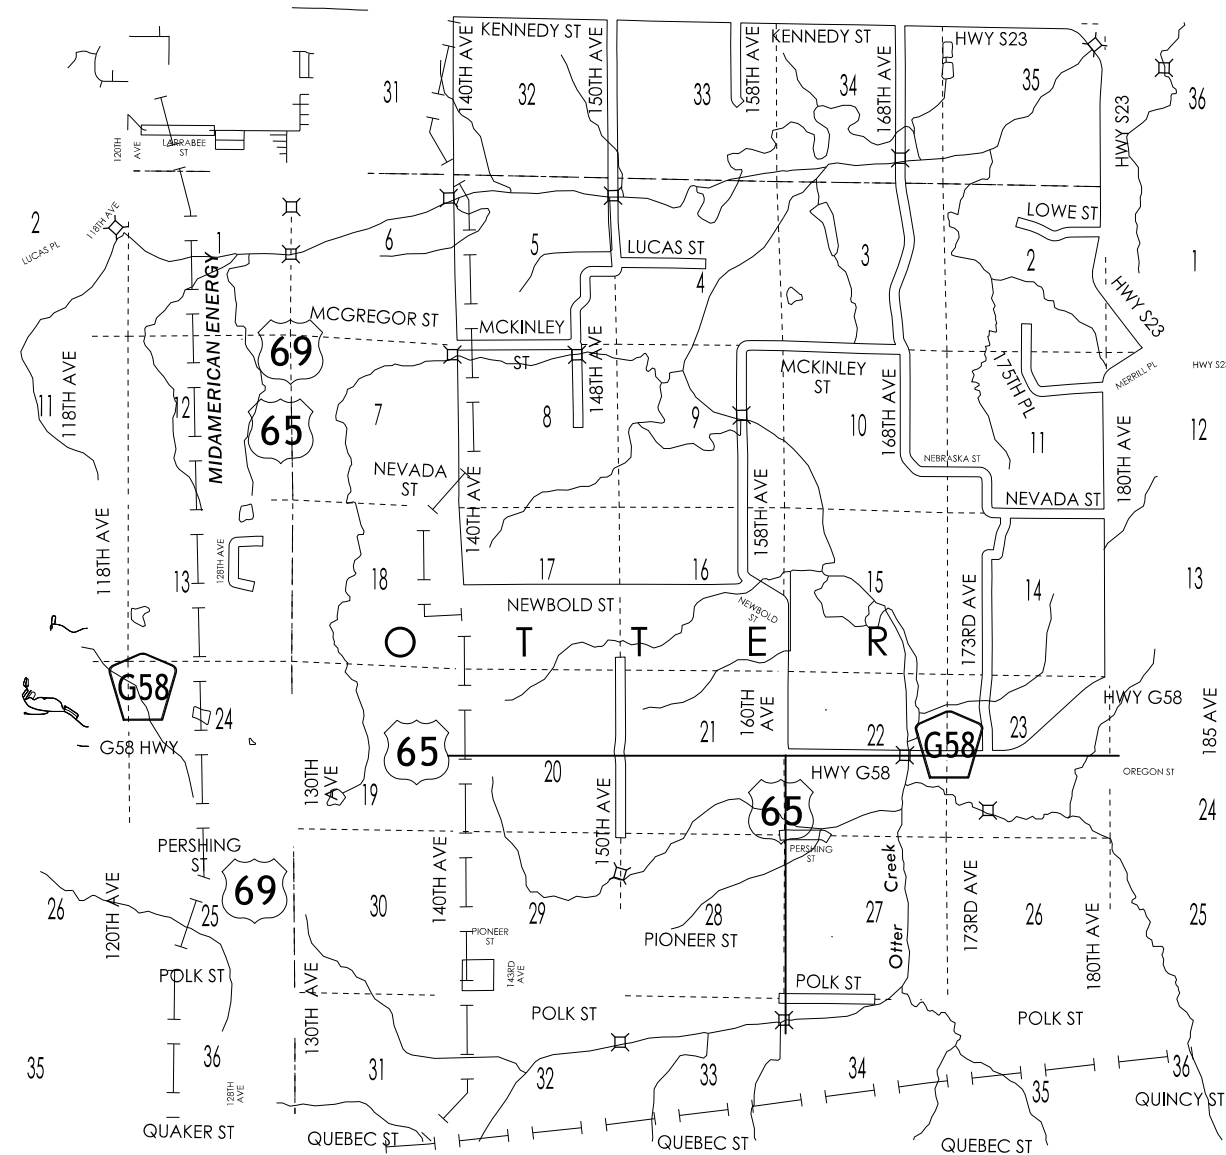 KENNEDY ST
KENNEDY ST
HWY S23
140TH AVE
150TH AVE
158TH AVE
168TH AVE
HWY S23
31
32
33
34
35
36
120TH
AVE
LARRABEE
ST
2
LUCAS PL
118TH AVE
1
6
5
LUCAS ST
4
3
LOWE ST
2
1
MIDAMERICAN ENERGY
MCGREGOR ST
MCKINLEY
ST
148TH AVE
HWY S23
69
MCKINLEY
ST
168TH AVE
175TH PL
MERRILL PL
HWY S2
118TH AVE
11
12
65
7
8
9
10
11
12
180TH AVE
NEVADA
ST
140TH AVE
158TH AVE
NEBRASKA ST
NEVADA ST
118TH AVE
13
128TH AVE
18
17
16
15
14
13
NEWBOLD ST
NEWBOLD
ST
173RD AVE
OTTER
G58
24
G58 HWY
65
130TH
AVE
19
20
21
160TH
AVE
22
HWY G58
G58
23
HWY G58
185 AVE
OREGON ST
24
150TH AVE
65
PERSHING
ST
PERSHING
ST
69
26
120TH AVE
25
30
140TH AVE
29
28
27
Otter Creek
173RD AVE
26
180TH AVE
25
PIONEER
ST
143RD
AVE
PIONEER ST
POLK ST
130TH AVE
POLK ST
POLK ST
POLK ST
35
36
128TH
AVE
31
32
33
34
35
36
QUAKER ST
QUEBEC ST
QUEBEC ST
QUEBEC ST
QUINCY ST